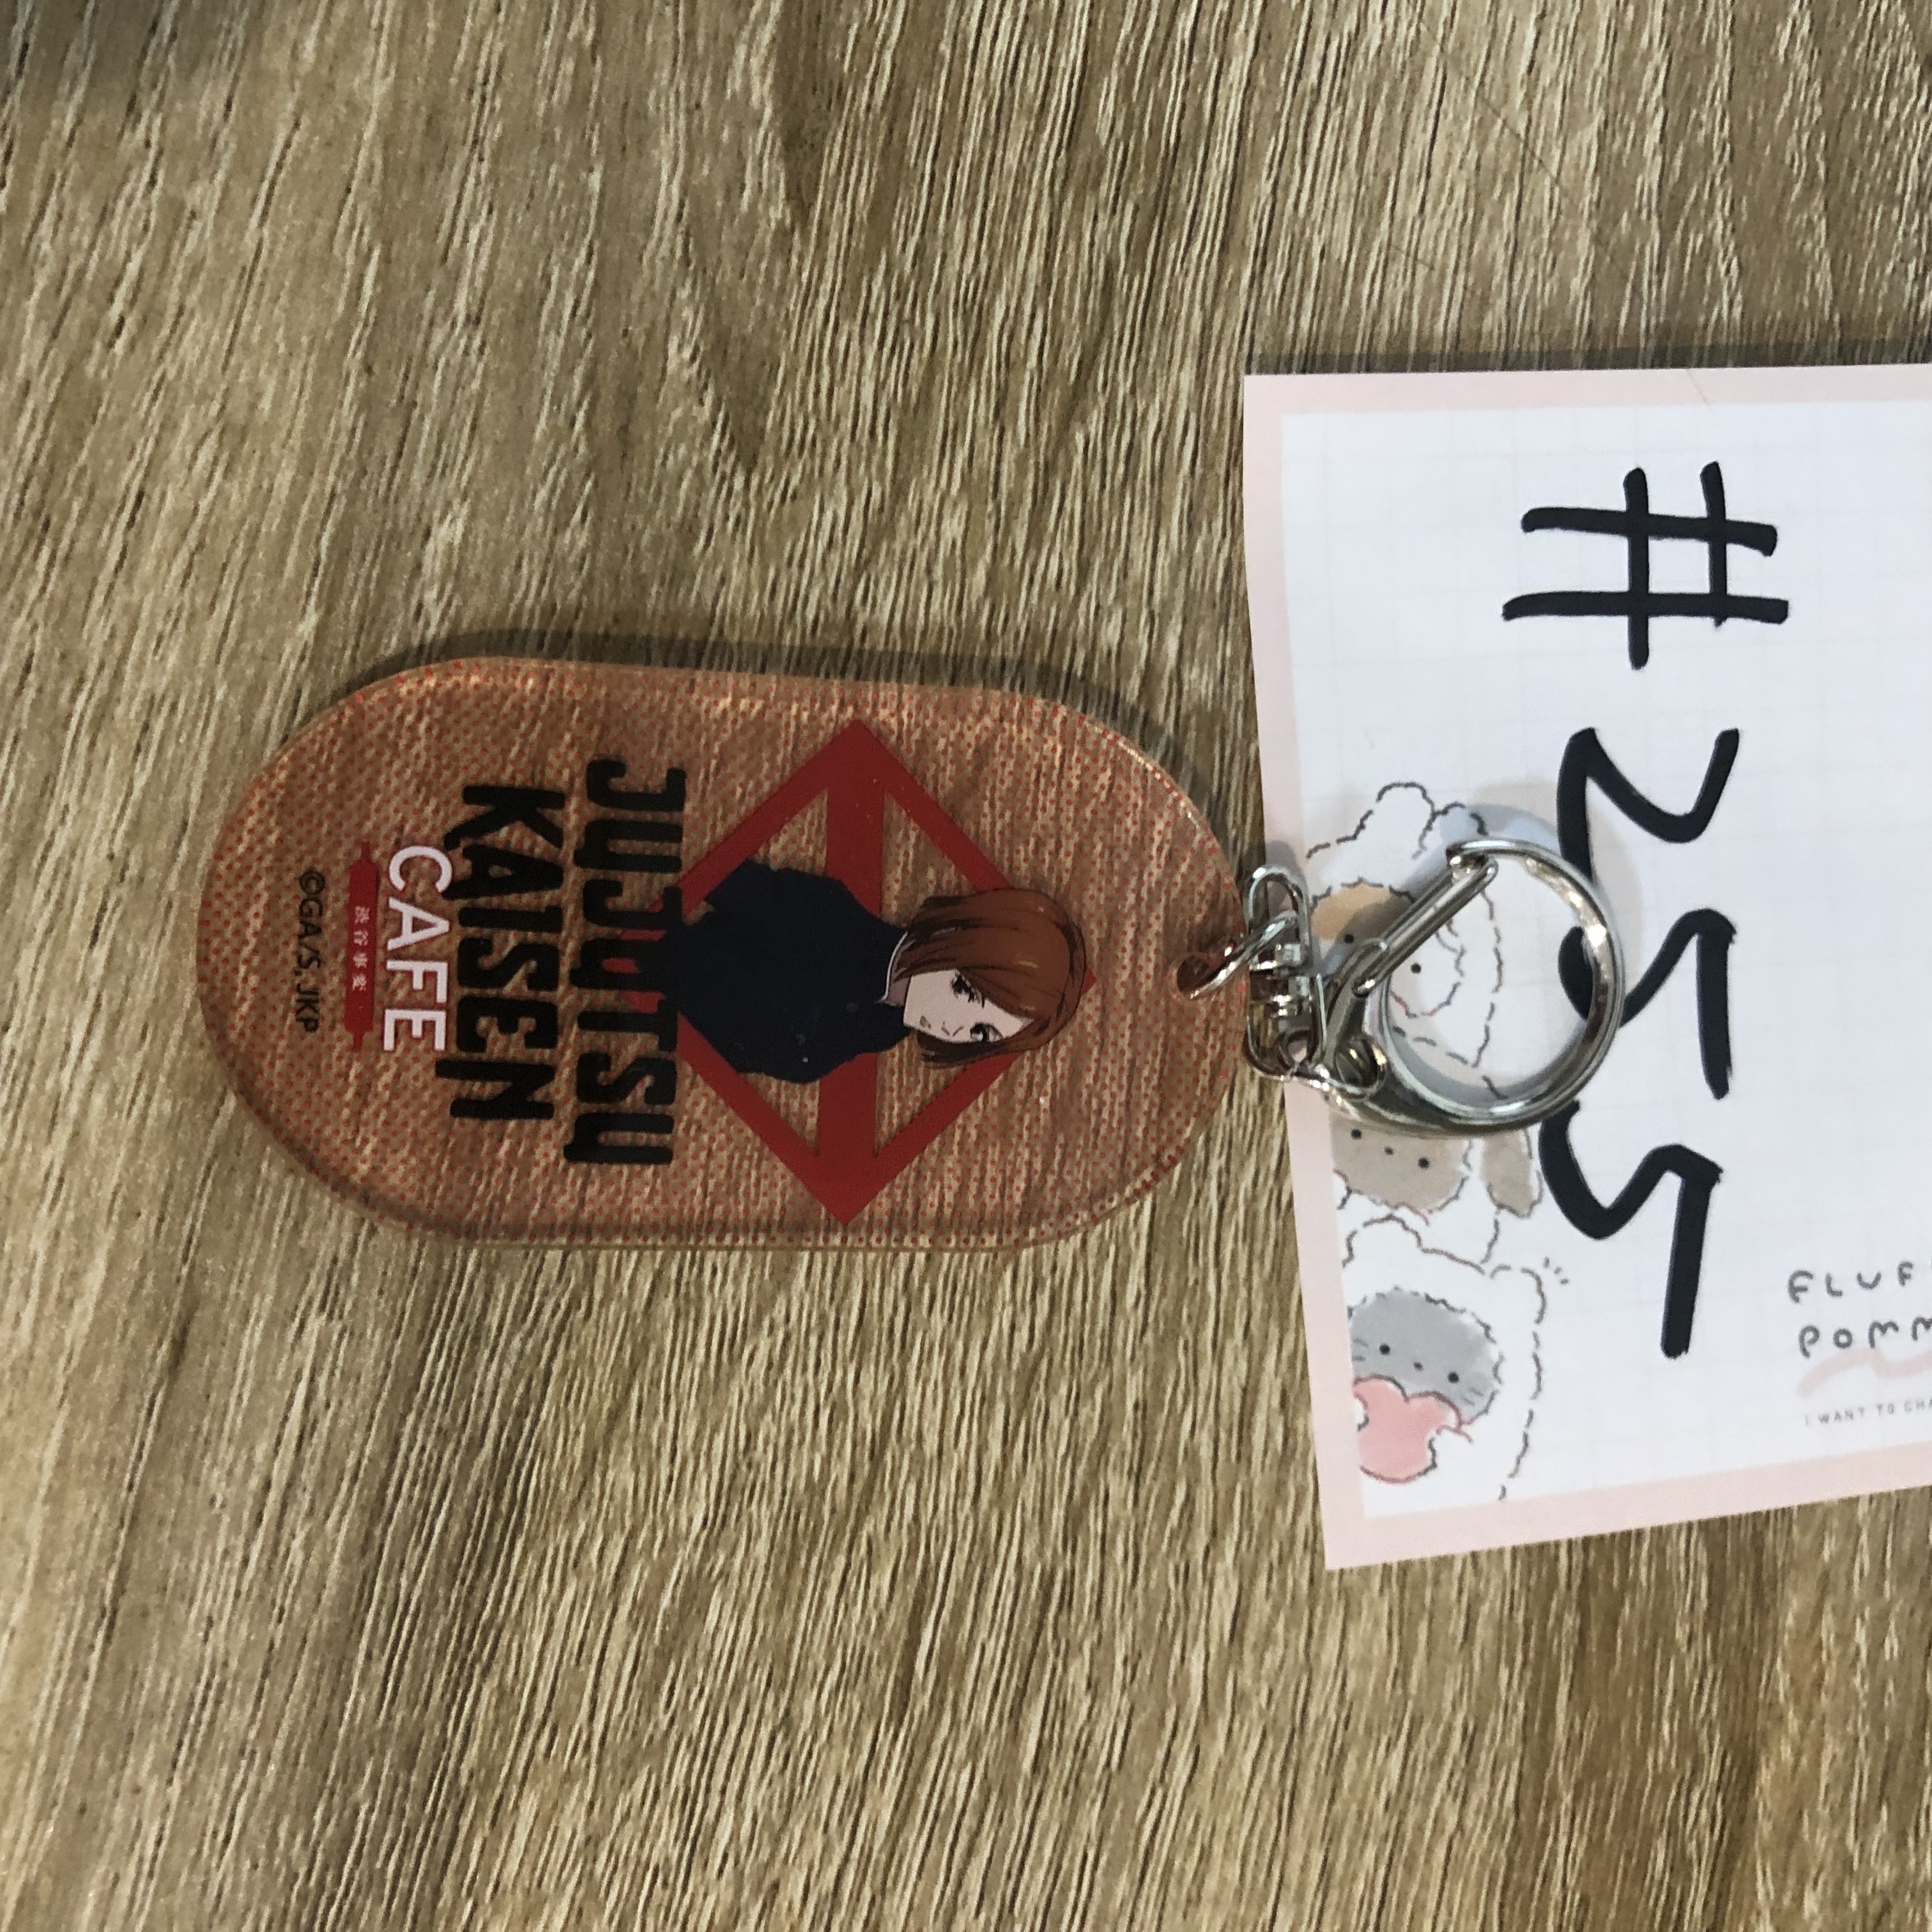 JUJUTSU
KAISEN
CAFE
渋谷事変
©GA/S,JKP
#255
FLUF
POMM
I WANT TO CHA